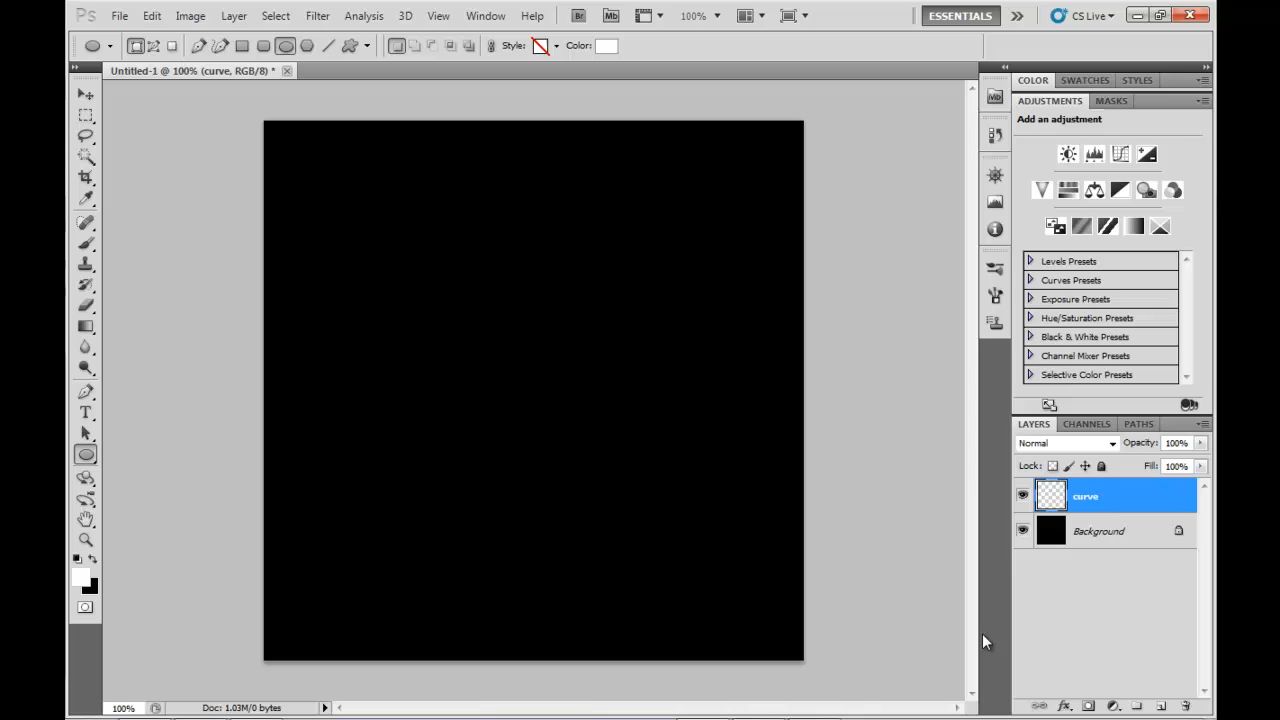 Ps File Edit Image Layer Select Filter Analysis 3D View Window Help Br Mb 100% ESSENTIALS CS Live
Style: Color:
Untitled-1 @ 100% (curve, RGB/8) *
COLOR SWATCHES STYLES
Mb
ADJUSTMENTS MASKS
Add an adjustment
Levels Presets
Curves Presets
Exposure Presets
Hue/Saturation Presets
Black & White Presets
Channel Mixer Presets
Selective Color Presets
LAYERS CHANNELS PATHS
Normal Opacity: 100%
Lock: Fill: 100%
curve
Background
100% Doc: 1.03M/0 bytes